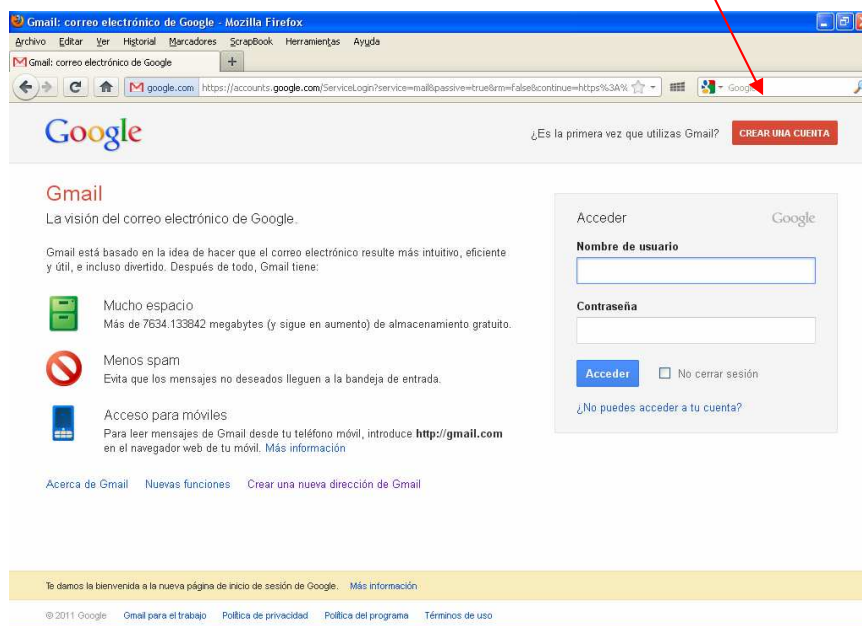 Gmail: correo electrónico de Google - Mozilla Firefox
Archivo Editar Ver Historial Marcadores ScrapBook Herramientas Ayuda
Gmail: correo electrónico de Google
google.com https://accounts.google.com/ServiceLogin?service=mail&passive=true&rm=false&continue=https%3A% Google
Google
¿Es la primera vez que utilizas Gmail? CREAR UNA CUENTA
Gmail
La visión del correo electrónico de Google.
Gmail está basado en la idea de hacer que el correo electrónico resulte más intuitivo, eficiente
y útil, e incluso divertido. Después de todo, Gmail tiene:
Mucho espacio
Más de 7634.133842 megabytes (y sigue en aumento) de almacenamiento gratuito.
Menos spam
Evita que los mensajes no deseados lleguen a la bandeja de entrada.
Acceso para móviles
Para leer mensajes de Gmail desde tu teléfono móvil, introduce http://gmail.com
en el navegador web de tu móvil. Más información
Acerca de Gmail Nuevas funciones Crear una nueva dirección de Gmail
Acceder Google
Nombre de usuario
Contraseña
Acceder No cerrar sesión
¿No puedes acceder a tu cuenta?
Te damos la bienvenida a la nueva página de inicio de sesión de Google. Más información
© 2011 Google Gmail para el trabajo Política de privacidad Política del programa Términos de uso